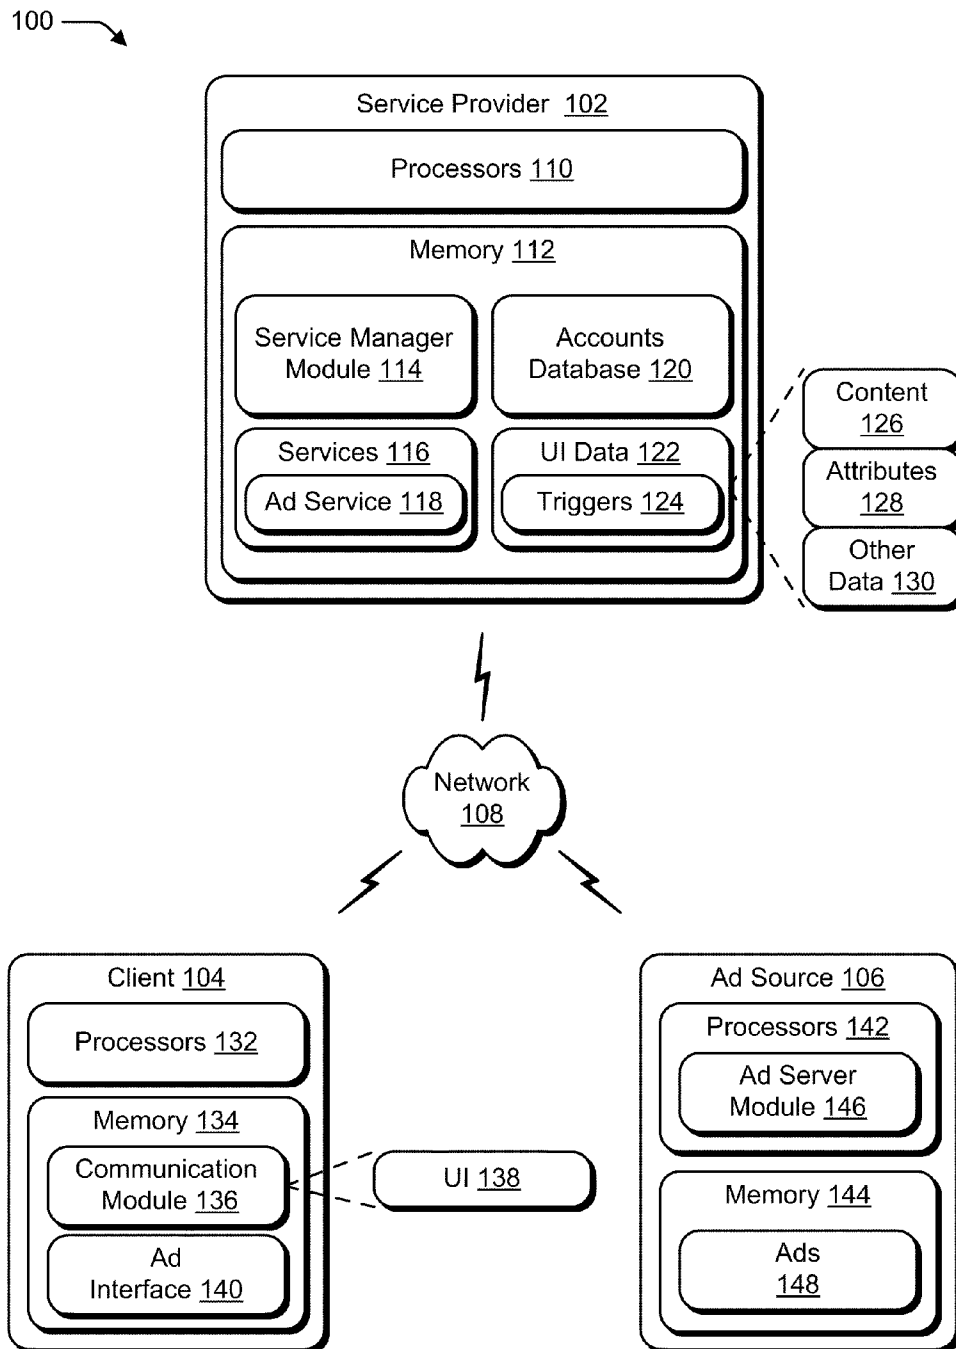 100
Service Provider 102
Processors 110
Memory 112
Service Manager
Module 114
Accounts
Database 120
Services 116
Ad Service 118
UI Data 122
Triggers 124
Content
126
Attributes
128
Other
Data 130
Network
108
Client 104
Processors 132
Memory 134
Communication
Module 136
Ad
Interface 140
UI 138
Ad Source 106
Processors 142
Ad Server
Module 146
Memory 144
Ads
148